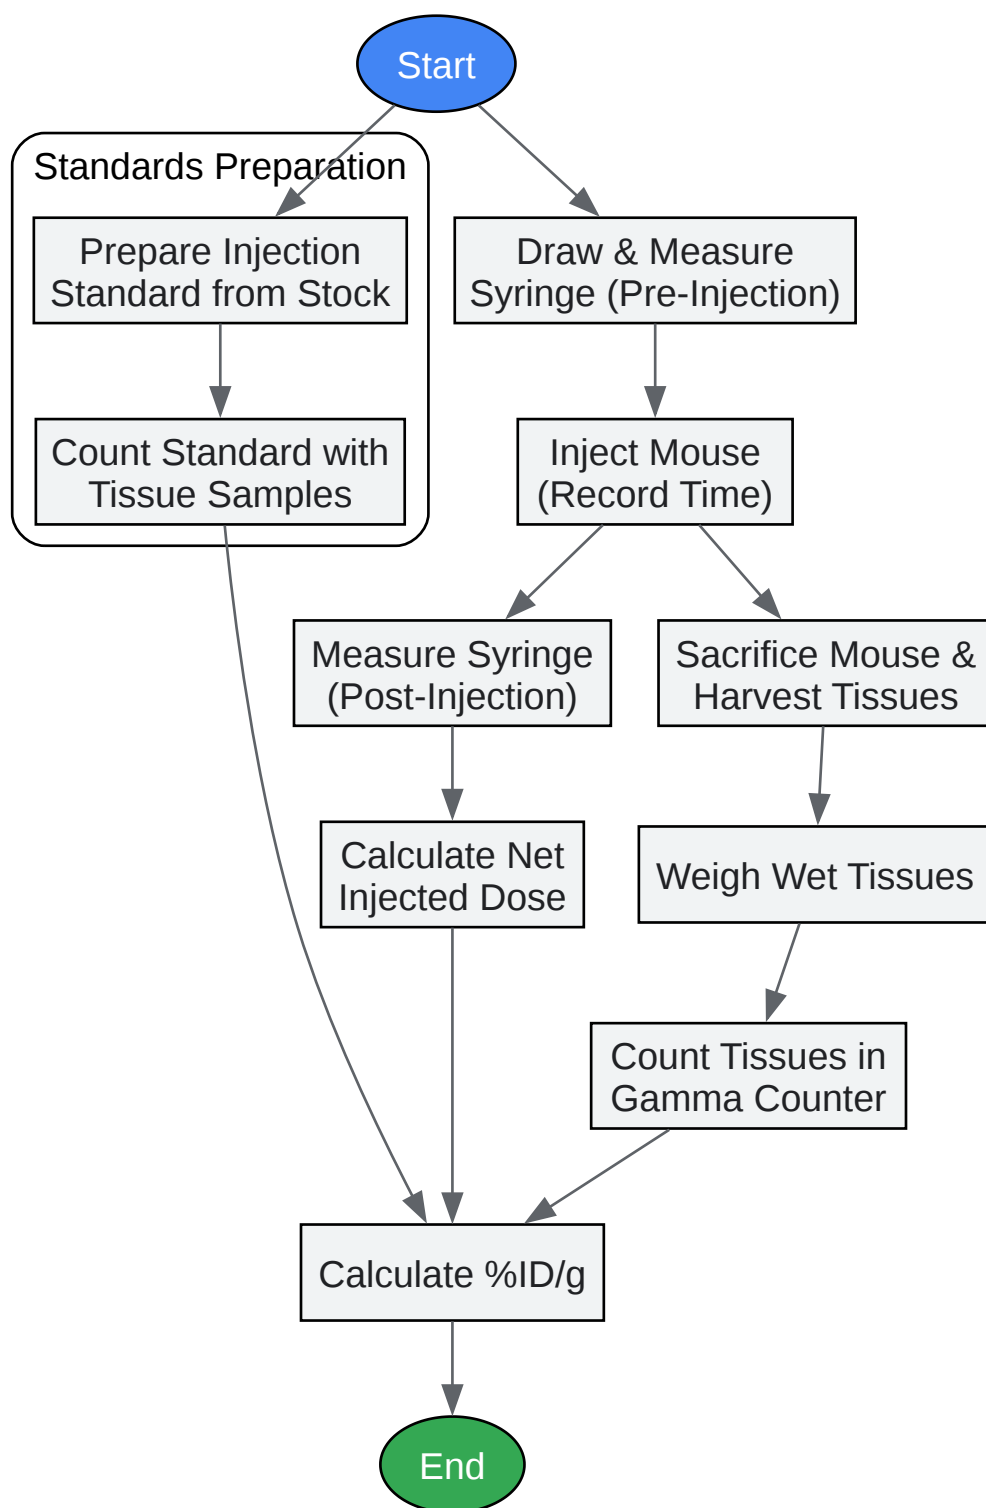 Start
Standards Preparation
Prepare Injection
Standard from Stock
Draw & Measure
Syringe (Pre-Injection)
Count Standard with
Tissue Samples
Inject Mouse
(Record Time)
Measure Syringe
(Post-Injection)
Sacrifice Mouse &
Harvest Tissues
Calculate Net
Injected Dose
Weigh Wet Tissues
Count Tissues in
Gamma Counter
Calculate %ID/g
End